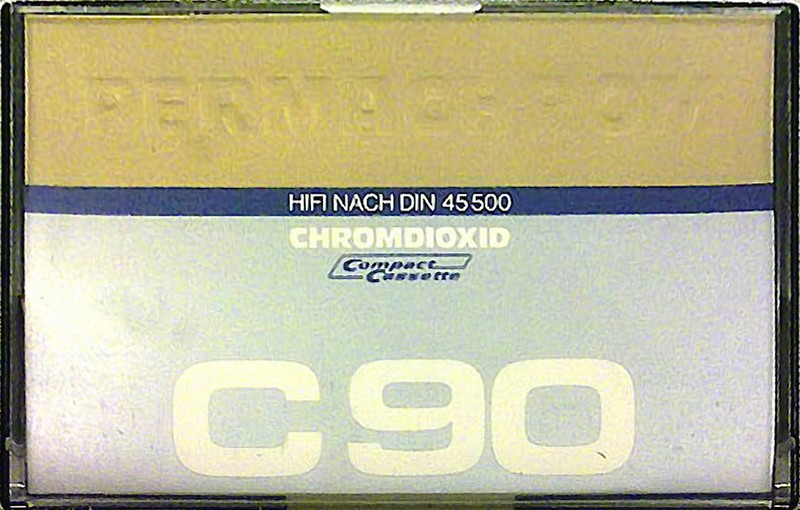 HIFI NACH DIN 45500
CHROMDIOXID
Compact
Cassette
C90